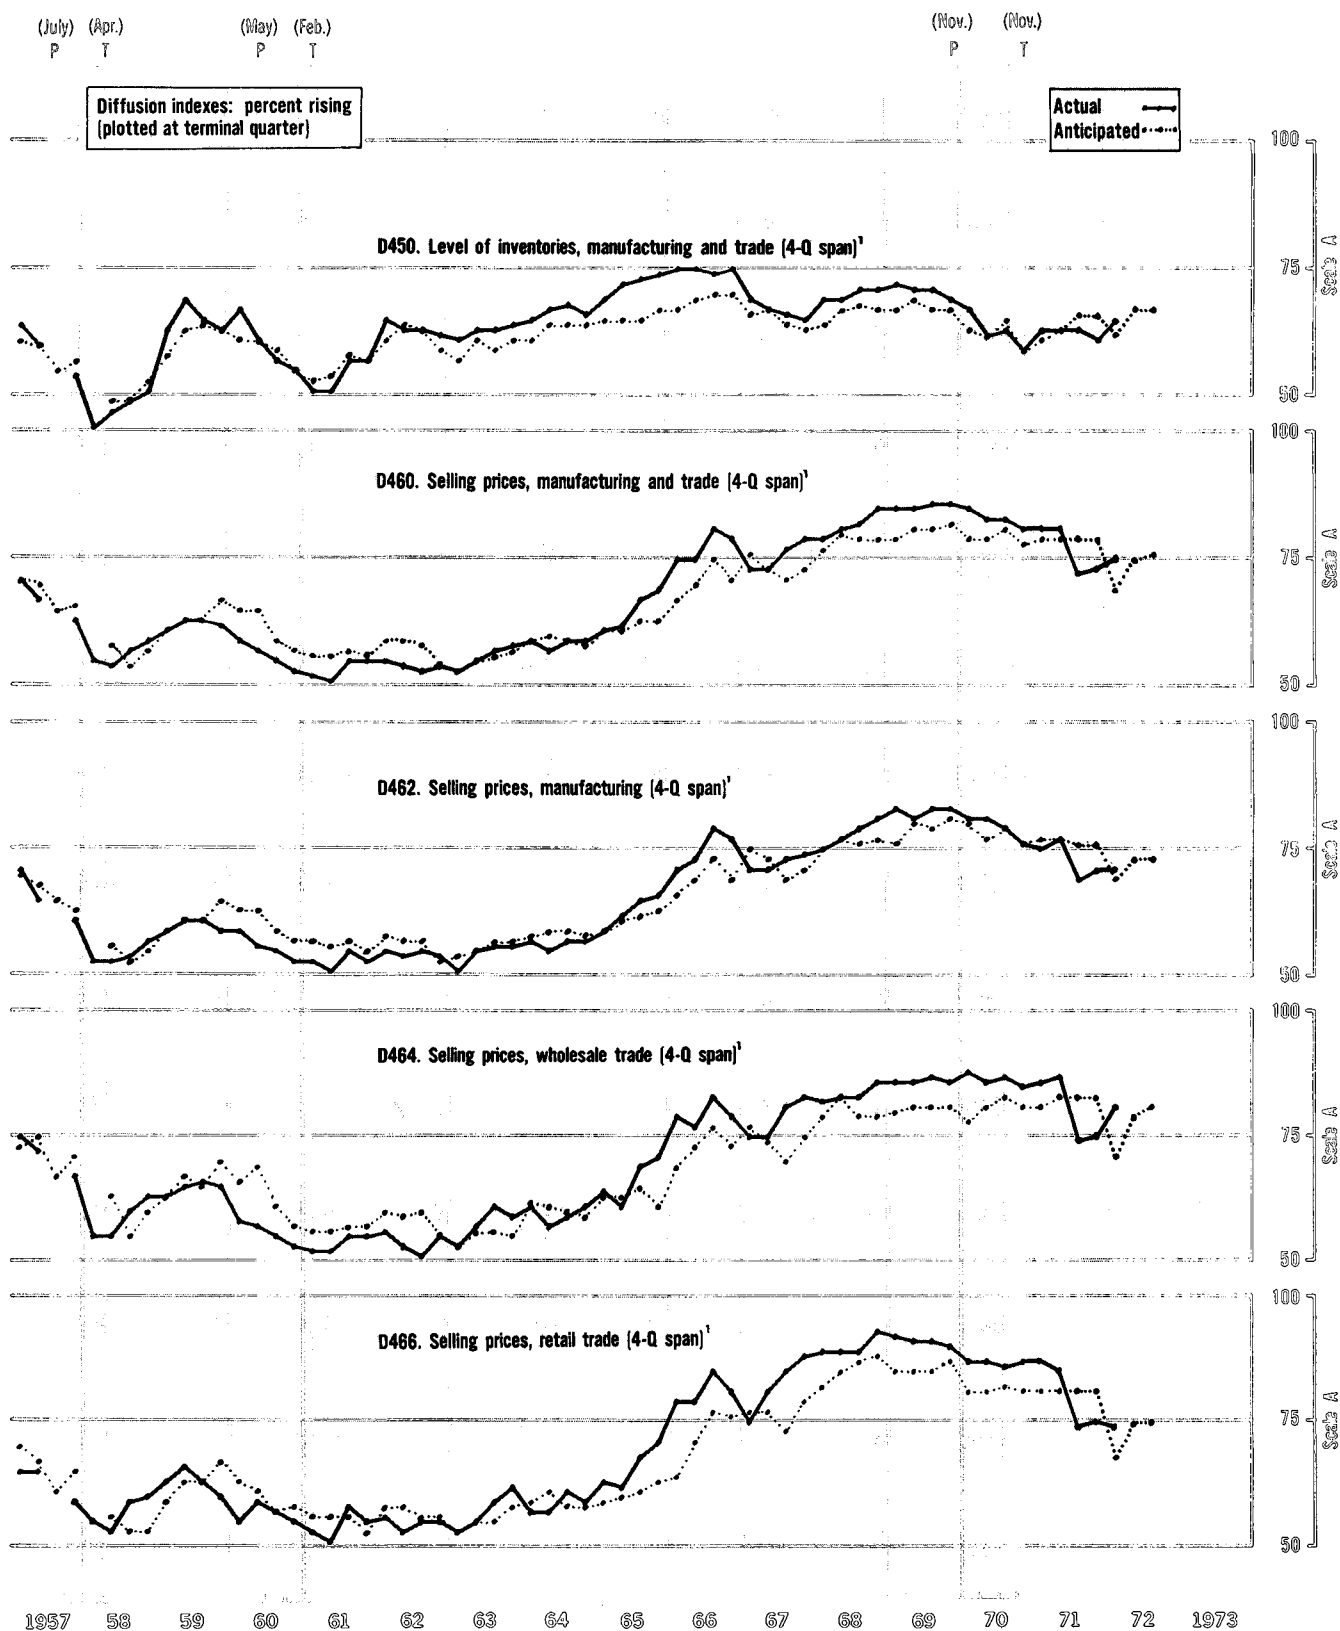 (July) (Apr.) (May) (Feb.) (Nov.) (Nov.)
P T P T P T
Diffusion indexes: percent rising
(plotted at terminal quarter)
Actual
Anticipated
100
D450. Level of inventories, manufacturing and trade (4-Q span)¹
75
Scale A
50
100
D460. Selling prices, manufacturing and trade (4-Q span)¹
75
Scale A
50
100
D462. Selling prices, manufacturing (4-Q span)¹
75
Scale A
50
100
D464. Selling prices, wholesale trade (4-Q span)¹
75
Scale A
50
100
D466. Selling prices, retail trade (4-Q span)¹
75
Scale A
50
1957 58 59 60 61 62 63 64 65 66 67 68 69 70 71 72 1973